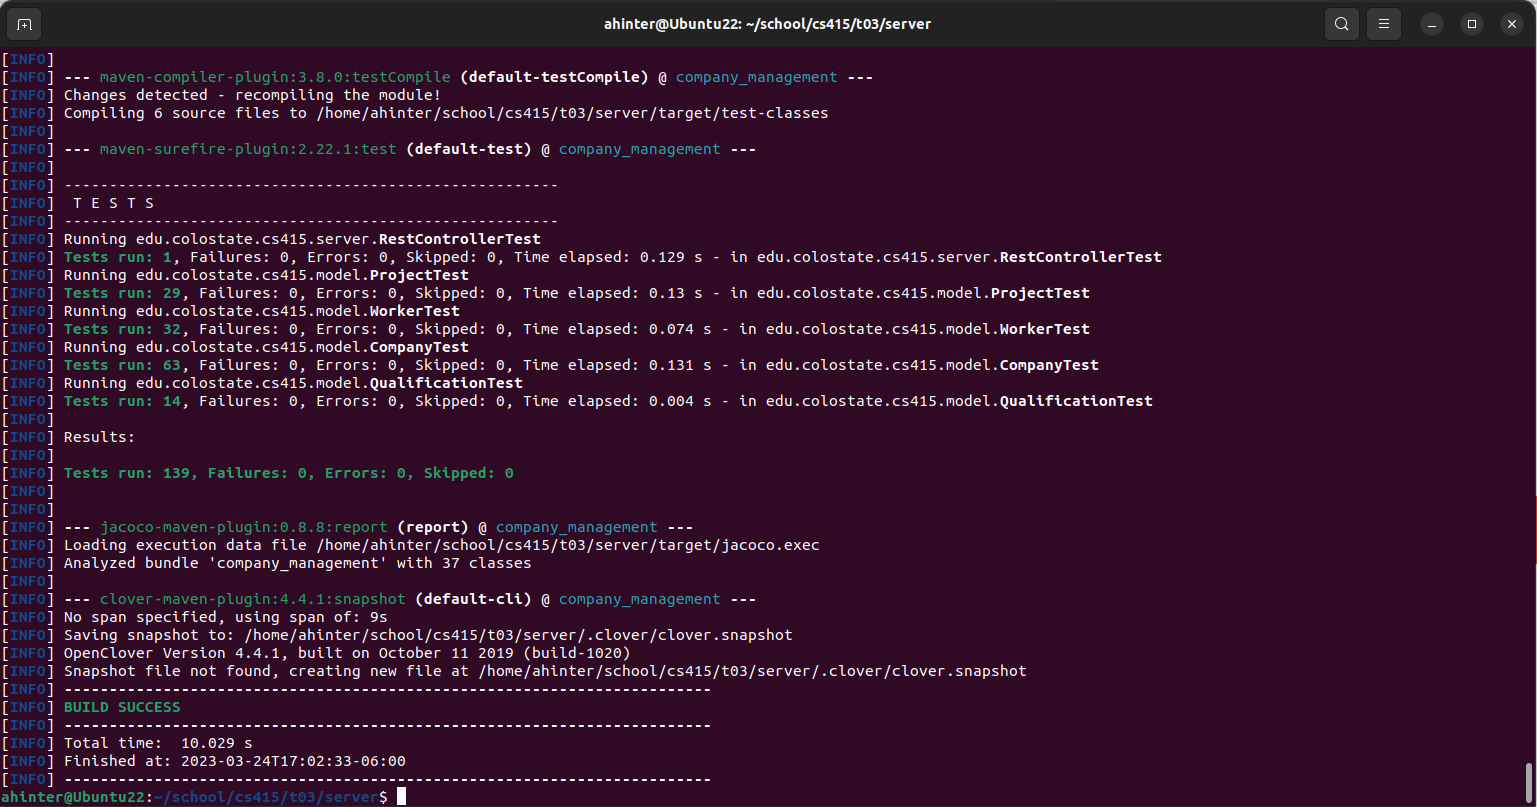 ahinter@Ubuntu22: ~/school/cs415/t03/server
[INFO]
[INFO] --- maven-compiler-plugin:3.8.0:testCompile (default-testCompile) @ company_management ---
[INFO] Changes detected - recompiling the module!
[INFO] Compiling 6 source files to /home/ahinter/school/cs415/t03/server/target/test-classes
[INFO]
[INFO] --- maven-surefire-plugin:2.22.1:test (default-test) @ company_management ---
[INFO]
[INFO] -------------------------------------------------------
[INFO]  T E S T S
[INFO] -------------------------------------------------------
[INFO] Running edu.colostate.cs415.server.RestControllerTest
[INFO] Tests run: 1, Failures: 0, Errors: 0, Skipped: 0, Time elapsed: 0.129 s - in edu.colostate.cs415.server.RestControllerTest
[INFO] Running edu.colostate.cs415.model.ProjectTest
[INFO] Tests run: 29, Failures: 0, Errors: 0, Skipped: 0, Time elapsed: 0.13 s - in edu.colostate.cs415.model.ProjectTest
[INFO] Running edu.colostate.cs415.model.WorkerTest
[INFO] Tests run: 32, Failures: 0, Errors: 0, Skipped: 0, Time elapsed: 0.074 s - in edu.colostate.cs415.model.WorkerTest
[INFO] Running edu.colostate.cs415.model.CompanyTest
[INFO] Tests run: 63, Failures: 0, Errors: 0, Skipped: 0, Time elapsed: 0.131 s - in edu.colostate.cs415.model.CompanyTest
[INFO] Running edu.colostate.cs415.model.QualificationTest
[INFO] Tests run: 14, Failures: 0, Errors: 0, Skipped: 0, Time elapsed: 0.004 s - in edu.colostate.cs415.model.QualificationTest
[INFO]
[INFO] Results:
[INFO]
[INFO] Tests run: 139, Failures: 0, Errors: 0, Skipped: 0
[INFO]
[INFO]
[INFO] --- jacoco-maven-plugin:0.8.8:report (report) @ company_management ---
[INFO] Loading execution data file /home/ahinter/school/cs415/t03/server/target/jacoco.exec
[INFO] Analyzed bundle 'company_management' with 37 classes
[INFO]
[INFO] --- clover-maven-plugin:4.4.1:snapshot (default-cli) @ company_management ---
[INFO] No span specified, using span of: 9s
[INFO] Saving snapshot to: /home/ahinter/school/cs415/t03/server/.clover/clover.snapshot
[INFO] OpenClover Version 4.4.1, built on October 11 2019 (build-1020)
[INFO] Snapshot file not found, creating new file at /home/ahinter/school/cs415/t03/server/.clover/clover.snapshot
[INFO] ------------------------------------------------------------------------
[INFO] BUILD SUCCESS
[INFO] ------------------------------------------------------------------------
[INFO] Total time:  10.029 s
[INFO] Finished at: 2023-03-24T17:02:33-06:00
[INFO] ------------------------------------------------------------------------
ahinter@Ubuntu22:~/school/cs415/t03/server$